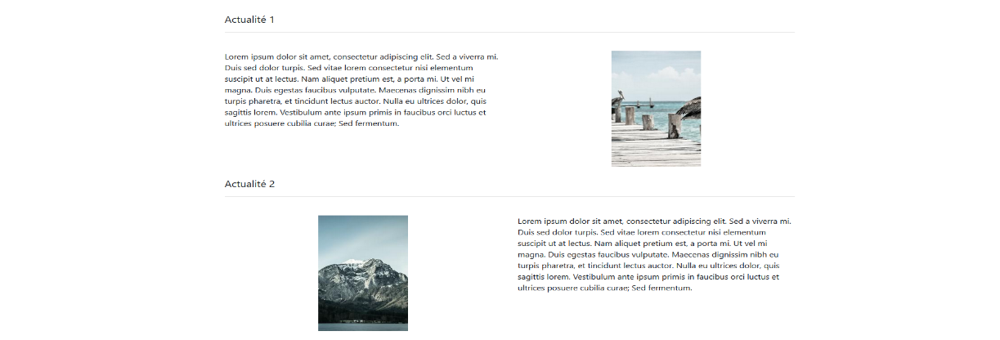 Actualité 1
Lorem ipsum dolor sit amet, consectetur adipiscing elit. Sed a viverra mi.
Duis sed dolor turpis. Sed vitae lorem consectetur nisi elementum
suscipit ut at lectus. Nam aliquet pretium est, a porta mi. Ut vel mi
magna. Duis egestas faucibus vulputate. Maecenas dignissim nibh eu
turpis pharetra, et tincidunt lectus auctor. Nulla eu ultrices dolor, quis
sagittis lorem. Vestibulum ante ipsum primis in faucibus orci luctus et
ultrices posuere cubilia curae; Sed fermentum.
Actualité 2
Lorem ipsum dolor sit amet, consectetur adipiscing elit. Sed a viverra mi.
Duis sed dolor turpis. Sed vitae lorem consectetur nisi elementum
suscipit ut at lectus. Nam aliquet pretium est, a porta mi. Ut vel mi
magna. Duis egestas faucibus vulputate. Maecenas dignissim nibh eu
turpis pharetra, et tincidunt lectus auctor. Nulla eu ultrices dolor, quis
sagittis lorem. Vestibulum ante ipsum primis in faucibus orci luctus et
ultrices posuere cubilia curae; Sed fermentum.